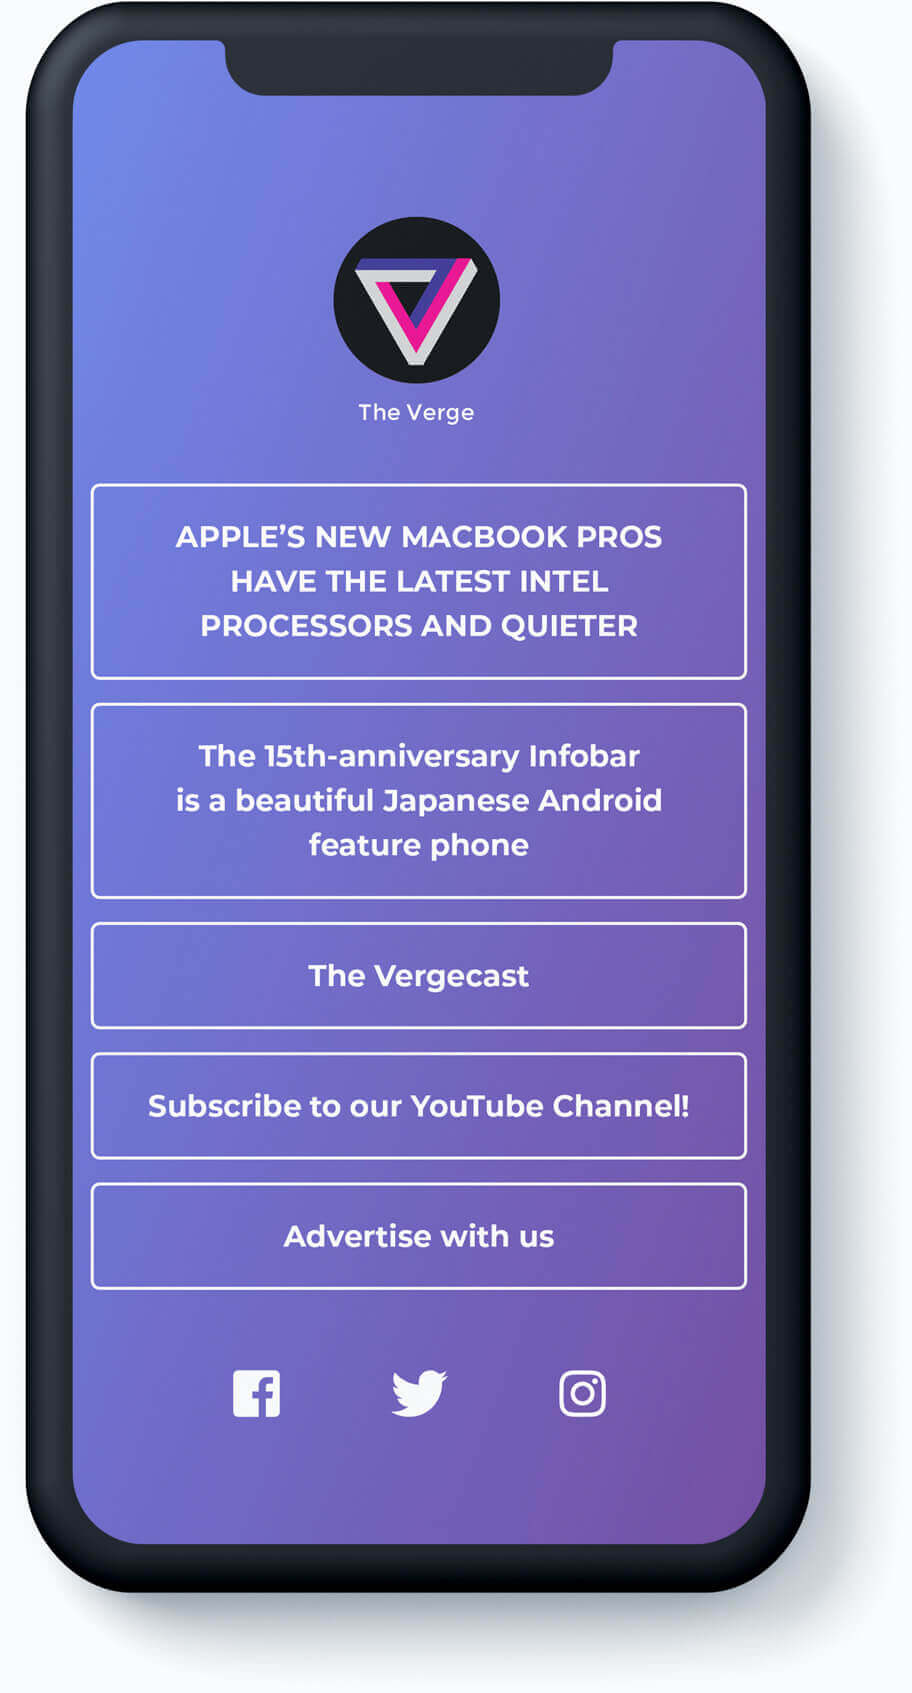 The Verge
APPLE’S NEW MACBOOK PROS
HAVE THE LATEST INTEL
PROCESSORS AND QUIETER
The 15th-anniversary Infobar
is a beautiful Japanese Android
feature phone
The Vergecast
Subscribe to our YouTube Channel!
Advertise with us